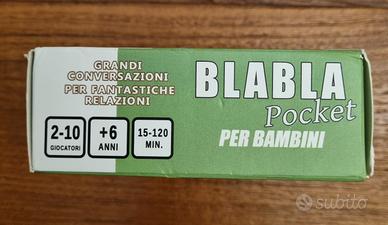 GRANDI
CONVERSAZIONI
PER FANTASTICHE
RELAZIONI
2-10
GIOCATORI
+6
ANNI
15-120
MIN.
BLABLA
Pocket
PER BAMBINI
subito